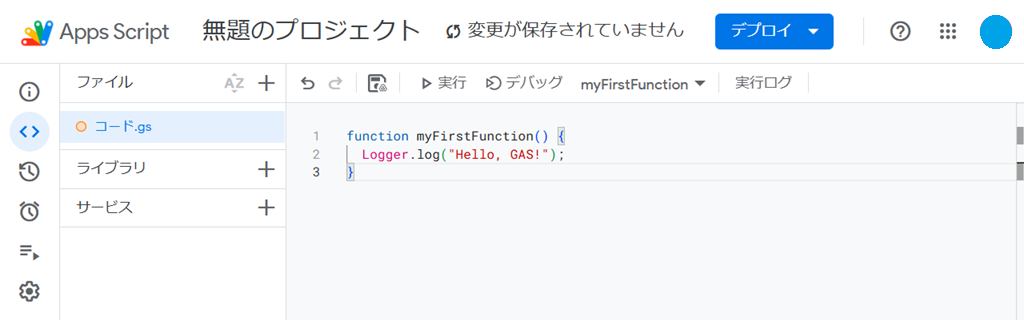 Apps Script 無題のプロジェクト 変更が保存されていません デプロイ
ファイル AZ 実行 デバッグ myFirstFunction 実行ログ
コード.gs
ライブラリ
サービス
1 function myFirstFunction() {
2 Logger.log("Hello, GAS!");
3 }